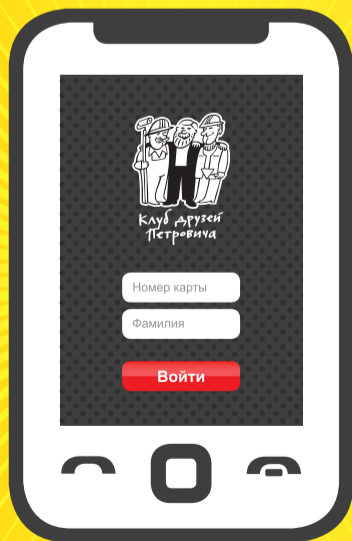 Клуб друзей
Петровича
Номер карты
Фамилия
Войти